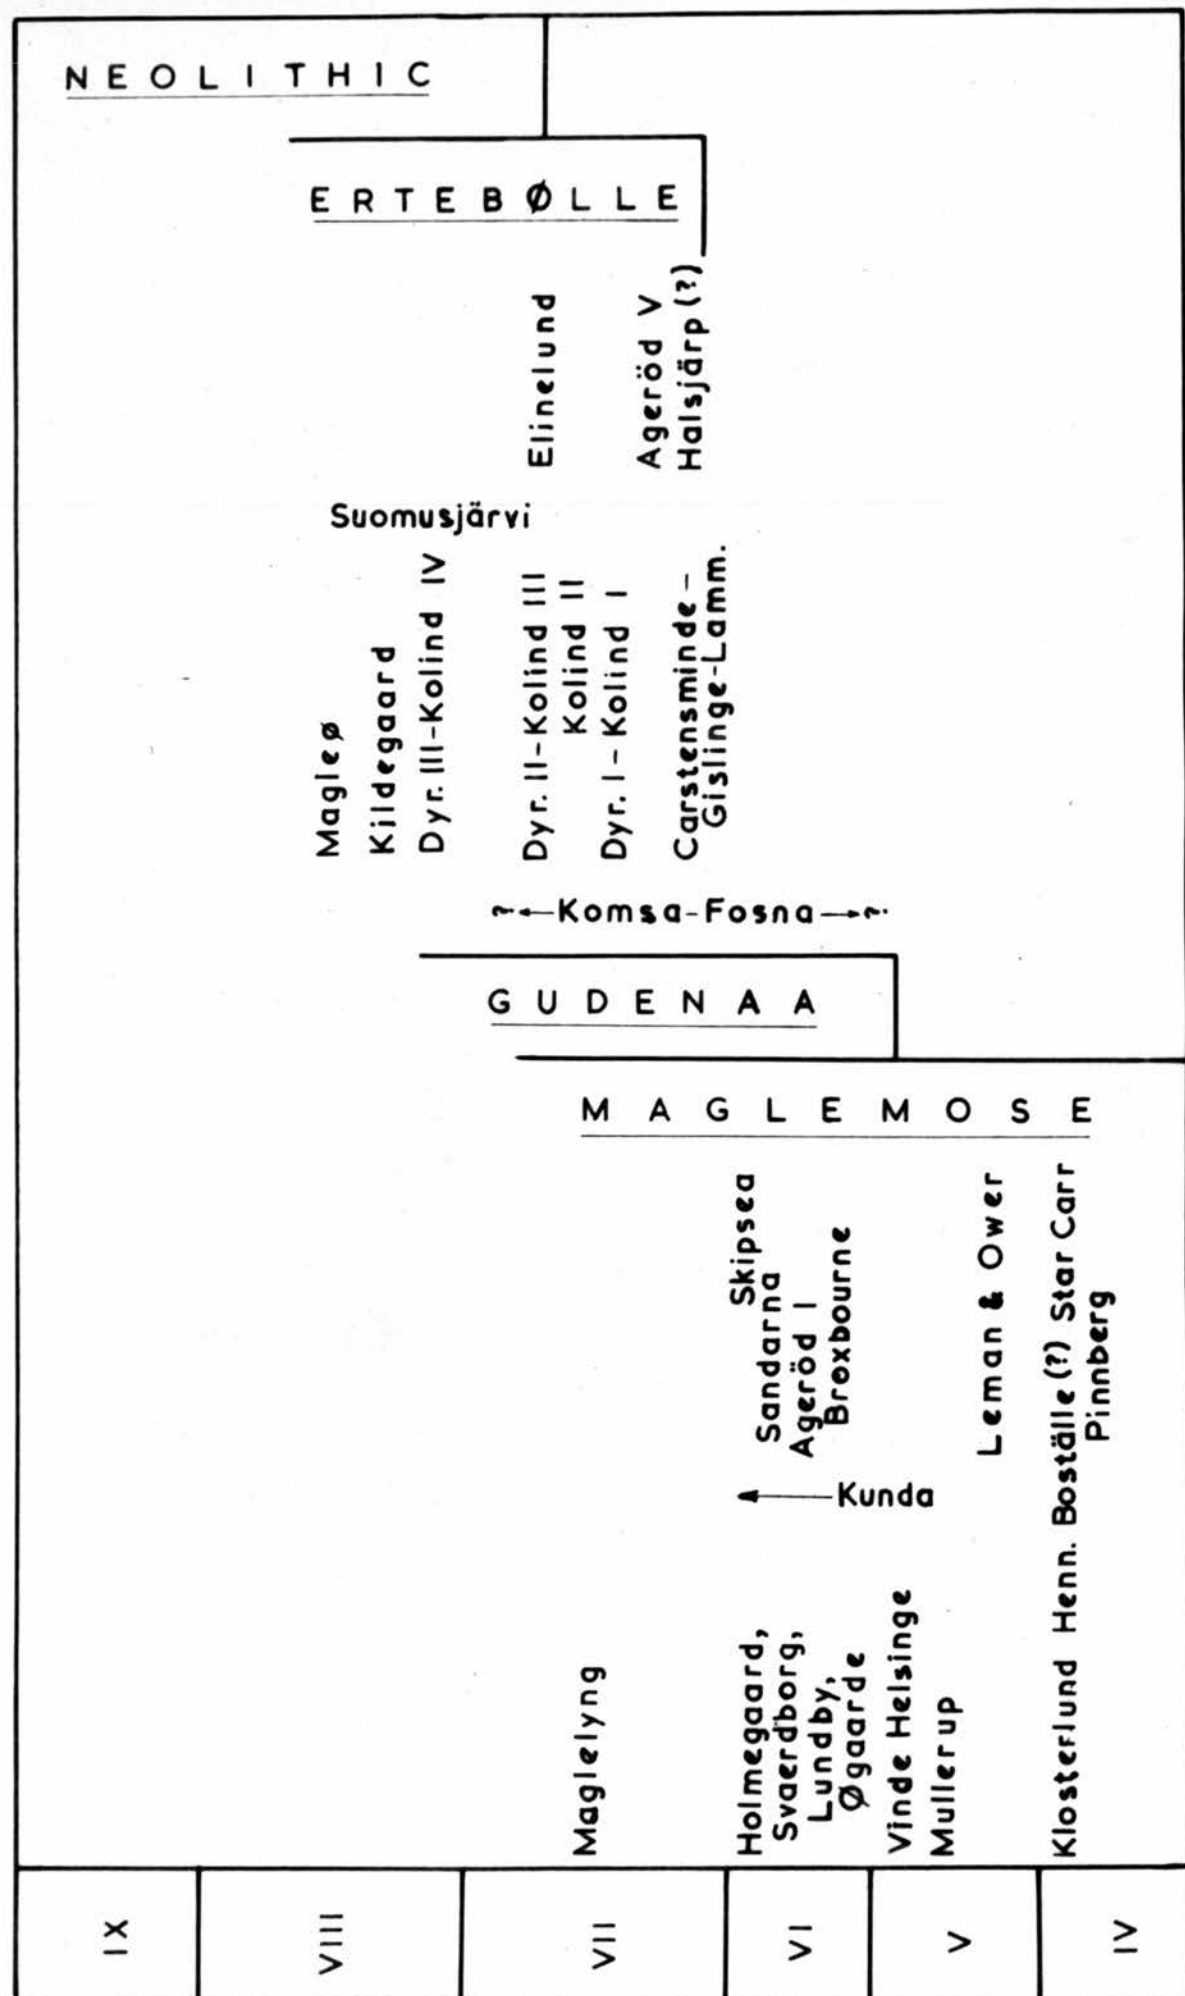 NEOLITHIC
ERTEBØLLE
Elinelund
Ageröd V
Halsjärp (?)
Suomusjärvi
Magleø
Kildegaard
Dyr. III-Kolind IV
Dyr. II-Kolind III
Kolind II
Dyr. I-Kolind I
Carstensminde-
Gislinge-Lamm.
?←Komsa-Fosna→?
GUDENAA
MAGLEMOSE
Skipsea
Sandarna
Ageröd I
Broxbourne
Leman & Ower
Klosterlund Henn. Boställe (?) Star Carr
Pinnberg
←Kunda
Maglelyng
Holmegaard,
Svaerdborg,
Lundby,
Øgaarde
Vinde Helsinge
Mullerup
IX
VIII
VII
VI
V
IV